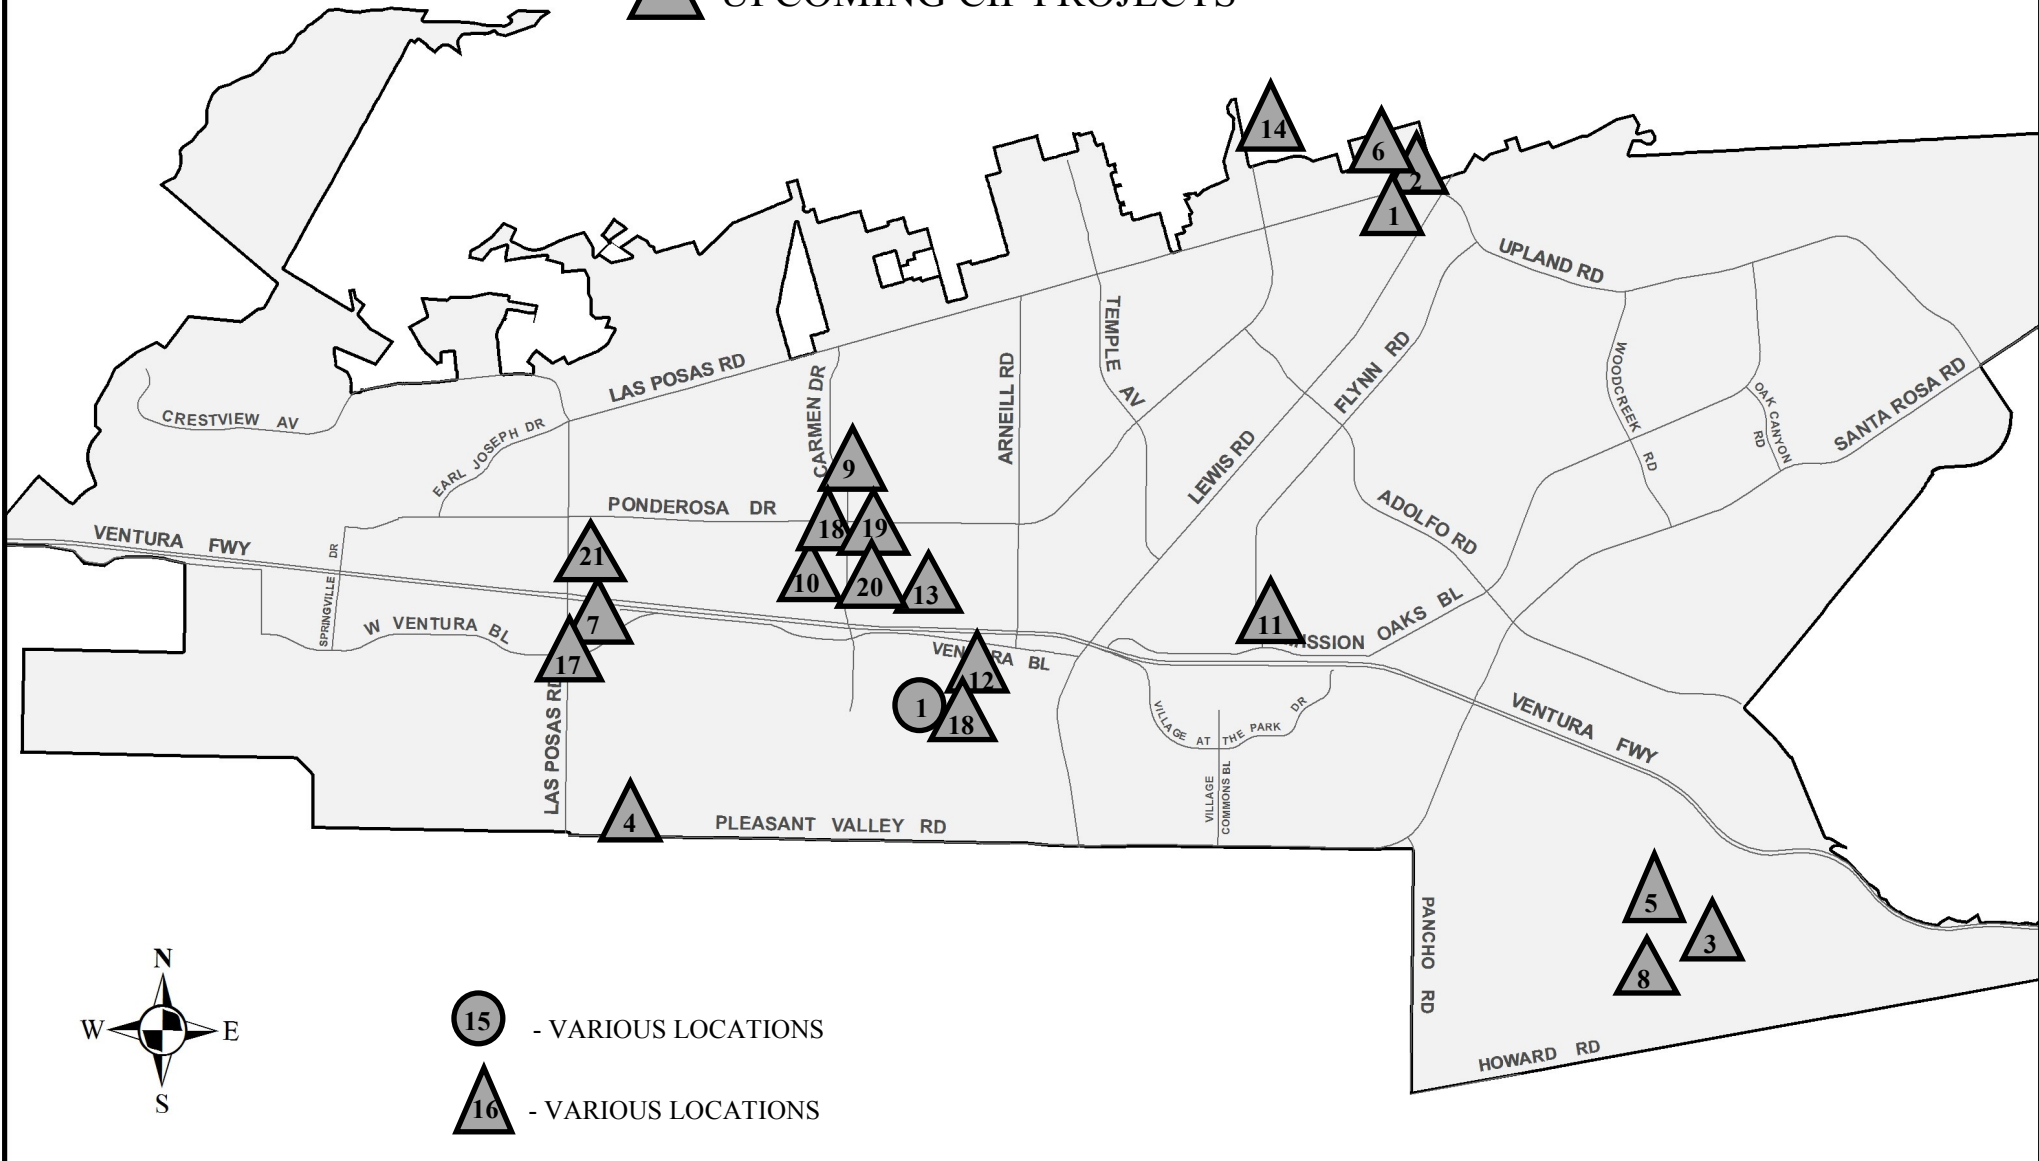 UPCOMING CIP PROJECTS
14
6
2
1
UPLAND RD
TEMPLE AV
FLYNN RD
WOODCREEK RD
OAK CANYON RD
SANTA ROSA RD
LAS POSAS RD
CARMEN DR
ARNEILL RD
CRESTVIEW AV
EARL JOSEPH DR
LEWIS RD
9
PONDEROSA DR
18
19
ADOLFO RD
VENTURA FWY
SPRINGVILLE DR
21
10
20
13
W VENTURA BL
7
17
11
MISSION OAKS BL
VENTURA BL
12
1
18
LAS POSAS RD
VILLAGE AT THE PARK DR
VENTURA FWY
VILLAGE COMMONS BL
4
PLEASANT VALLEY RD
5
3
8
PANCHO RD
HOWARD RD
N
W
E
S
15 - VARIOUS LOCATIONS
16 - VARIOUS LOCATIONS